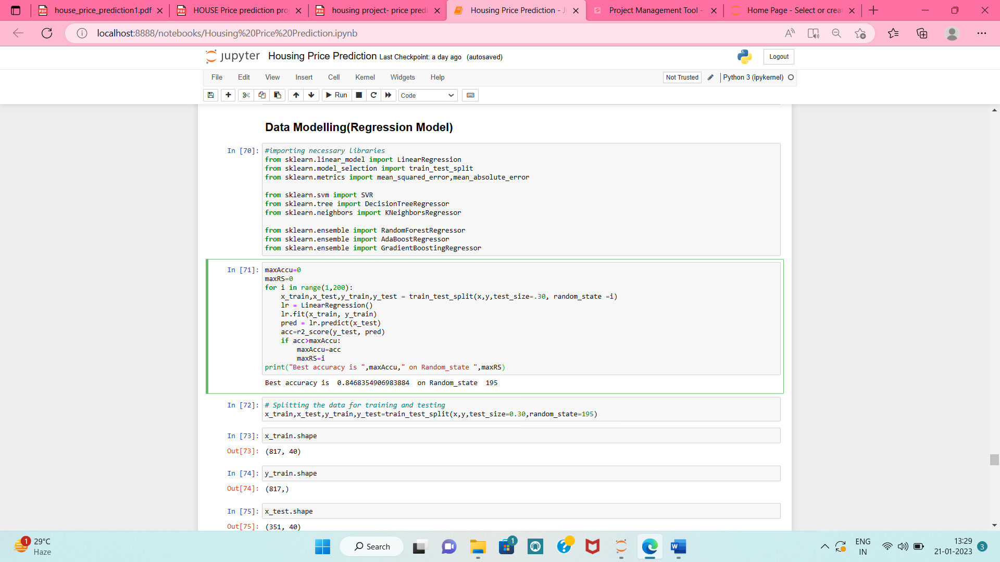 house_price_prediction1.pdf
HOUSE Price prediction pro
housing project- price predi
Housing Price Prediction - J
Project Management Tool -
Home Page - Select or crea
localhost:8888/notebooks/Housing%20Price%20Prediction.ipynb
jupyter Housing Price Prediction Last Checkpoint: a day ago (autosaved)
Logout
File Edit View Insert Cell Kernel Widgets Help
Not Trusted
Python 3 (ipykernel)
Run
Code
Data Modelling(Regression Model)
In [70]: #importing necessary libraries
from sklearn.linear_model import LinearRegression
from sklearn.model_selection import train_test_split
from sklearn.metrics import mean_squared_error,mean_absolute_error
from sklearn.svm import SVR
from sklearn.tree import DecisionTreeRegressor
from sklearn.neighbors import KNeighborsRegressor
from sklearn.ensemble import RandomForestRegressor
from sklearn.ensemble import AdaBoostRegressor
from sklearn.ensemble import GradientBoostingRegressor
In [71]: maxAccu=0
maxRS=0
for i in range(1,200):
x_train,x_test,y_train,y_test = train_test_split(x,y,test_size=.30, random_state =i)
lr = LinearRegression()
lr.fit(x_train, y_train)
pred = lr.predict(x_test)
acc=r2_score(y_test, pred)
if acc>maxAccu:
maxAccu=acc
maxRS=i
print("Best accuracy is ",maxAccu," on Random_state ",maxRS)
Best accuracy is  0.8468354906983884  on Random_state  195
In [72]: # Splitting the data for training and testing
x_train,x_test,y_train,y_test=train_test_split(x,y,test_size=0.30,random_state=195)
In [73]: x_train.shape
Out[73]: (817, 40)
In [74]: y_train.shape
Out[74]: (817,)
In [75]: x_test.shape
Out[75]: (351, 40)
1
29°C
Haze
Search
1
ENG
IN
13:29
21-01-2023
3